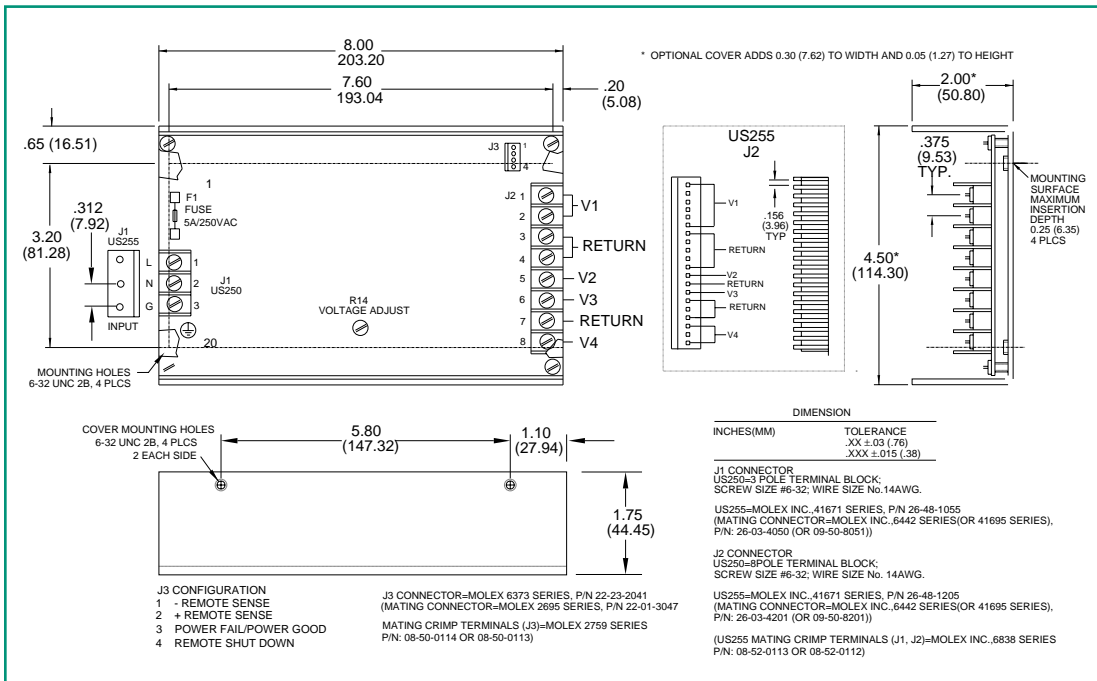 8.00
203.20
7.60
193.04
.20
(5.08)
* OPTIONAL COVER ADDS 0.30 (7.62) TO WIDTH AND 0.05 (1.27) TO HEIGHT
2.00*
(50.80)
.65 (16.51)
J3
1
4
1
F1
FUSE
5A/250VAC
.312
(7.92)
J1
US255
3.20
(81.28)
L
N
G
INPUT
1
2
3
J1
US250
20
R14
VOLTAGE ADJUST
MOUNTING HOLES
6-32 UNC 2B, 4 PLCS
J2
1
2
3
4
5
6
7
8
V1
RETURN
V2
V3
RETURN
V4
US255
J2
V1
RETURN
V2
RETURN
V3
RETURN
V4
.156
(3.96)
TYP
.375
(9.53)
TYP.
4.50*
(114.30)
MOUNTING
SURFACE
MAXIMUM
INSERTION
DEPTH
0.25 (6.35)
4 PLCS
COVER MOUNTING HOLES
6-32 UNC 2B, 4 PLCS
2 EACH SIDE
5.80
(147.32)
1.10
(27.94)
1.75
(44.45)
DIMENSION
INCHES(MM) TOLERANCE
.XX ±.03 (.76)
.XXX ±.015 (.38)
J1 CONNECTOR
US250=3 POLE TERMINAL BLOCK;
SCREW SIZE #6-32; WIRE SIZE No.14AWG.
US255=MOLEX INC.,41671 SERIES, P/N 26-48-1055
(MATING CONNECTOR=MOLEX INC.,6442 SERIES(OR 41695 SERIES),
P/N: 26-03-4050 (OR 09-50-8051))
J2 CONNECTOR
US250=8POLE TERMINAL BLOCK;
SCREW SIZE #6-32; WIRE SIZE No. 14AWG.
US255=MOLEX INC.,41671 SERIES, P/N 26-48-1205
(MATING CONNECTOR=MOLEX INC.,6442 SERIES(OR 41695 SERIES),
P/N: 26-03-4201 (OR 09-50-8201))
(US255 MATING CRIMP TERMINALS (J1, J2)=MOLEX INC.,6838 SERIES
P/N: 08-52-0113 OR 08-52-0112)
J3 CONFIGURATION
1 - REMOTE SENSE
2 + REMOTE SENSE
3 POWER FAIL/POWER GOOD
4 REMOTE SHUT DOWN
J3 CONNECTOR=MOLEX 6373 SERIES, P/N 22-23-2041
(MATING CONNECTOR=MOLEX 2695 SERIES, P/N 22-01-3047
MATING CRIMP TERMINALS (J3)=MOLEX 2759 SERIES
P/N: 08-50-0114 OR 08-50-0113)